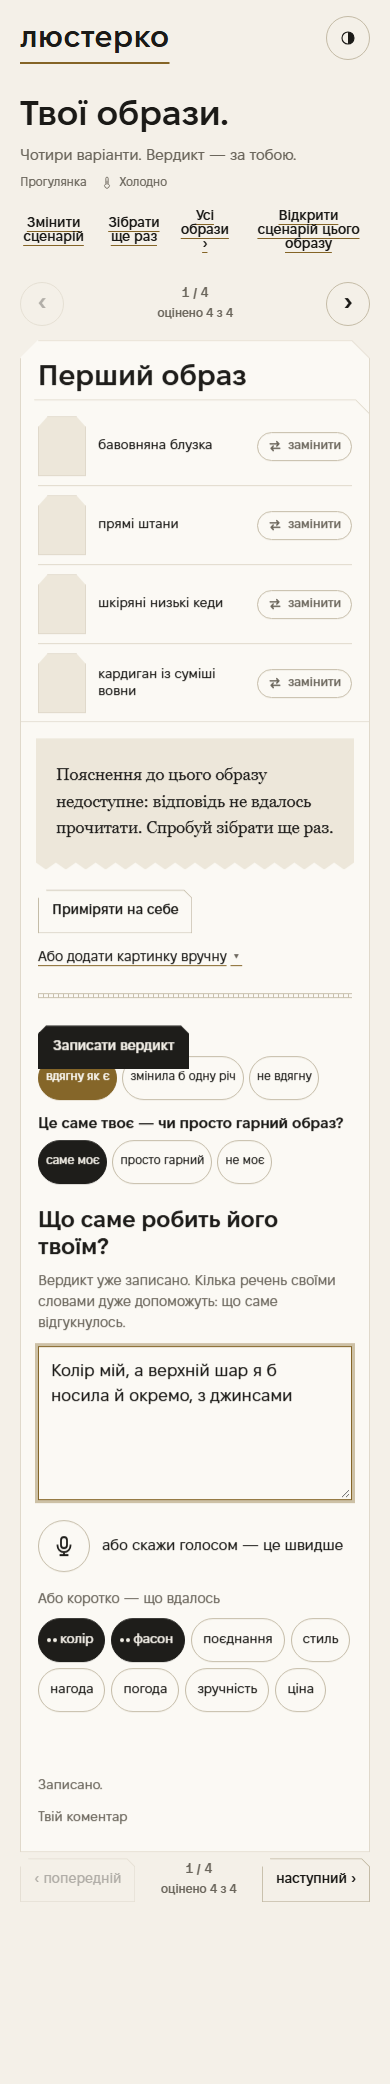 люстерко
Твої образи.
Чотири варіанти. Вердикт — за тобою.
Прогулянка Холодно
Змінити
сценарій
Зібрати
ще раз
Усі
образи
›
Відкрити
сценарій цього
образу
‹ 1 / 4 ›
оцінено 4 з 4
Перший образ
бавовняна блузка
замінити
прямі штани
замінити
шкіряні низькі кеди
замінити
кардиган із суміші
вовни
замінити
Пояснення до цього образу
недоступне: відповідь не вдалось
прочитати. Спробуй зібрати ще раз.
Приміряти на себе
Або додати картинку вручну
Записати вердикт
вдягну як є змінила б одну річ не вдягну
Це саме твоє — чи просто гарний образ?
саме моє просто гарний не моє
Що саме робить його
твоїм?
Вердикт уже записано. Кілька речень своїми
словами дуже допоможуть: що саме
відгукнулось.
Колір мій, а верхній шар я б
носила й окремо, з джинсами
або скажи голосом — це швидше
Або коротко — що вдалось
колір фасон поєднання стиль
нагода погода зручність ціна
Записано.
Твій коментар
‹ попередній 1 / 4 наступний ›
оцінено 4 з 4